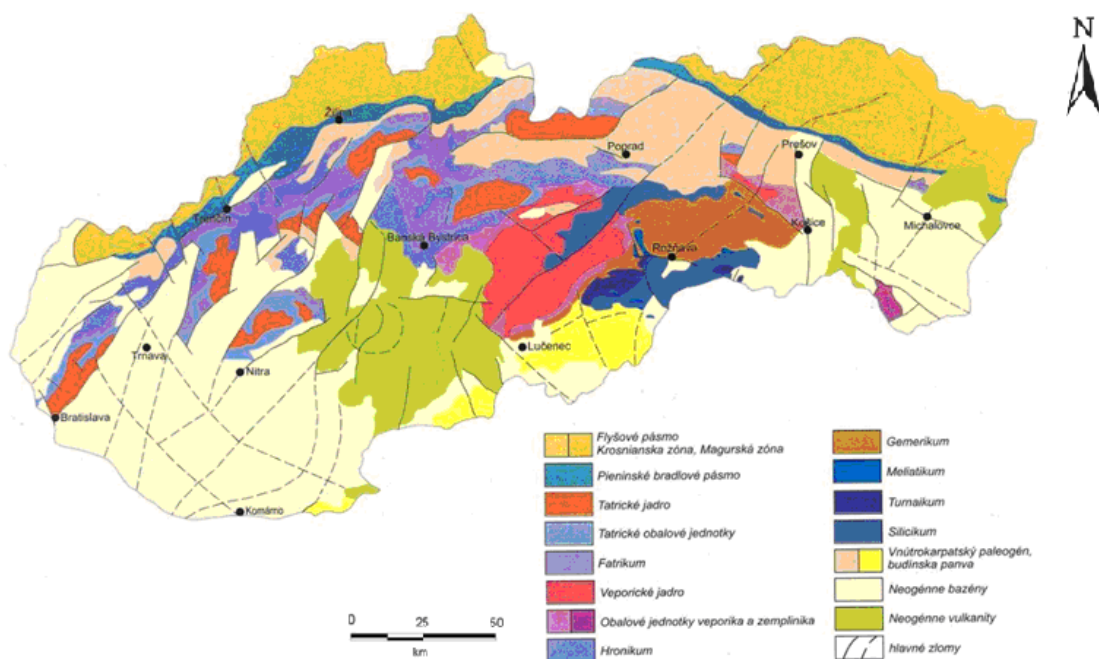 N
Žilina
Poprad
Prešov
Trenčín
Banská Bystrica
Košice
Michalovce
Rožňava
Trnava
Lučenec
Nitra
Bratislava
Komárno
Flyšové pásmo
Krosnianska zóna, Magurská zóna
Pieninské bradlové pásmo
Tatrické jadro
Tatrické obalové jednotky
Fatrikum
Veporické jadro
Obalové jednotky veporika a zemplinika
Hronikum
Gemerikum
Meliatikum
Turnaikum
Silicikum
Vnútrokarpatský paleogén,
budínska panva
Neogénne bazény
Neogénne vulkanity
hlavné zlomy
0 25 50
km